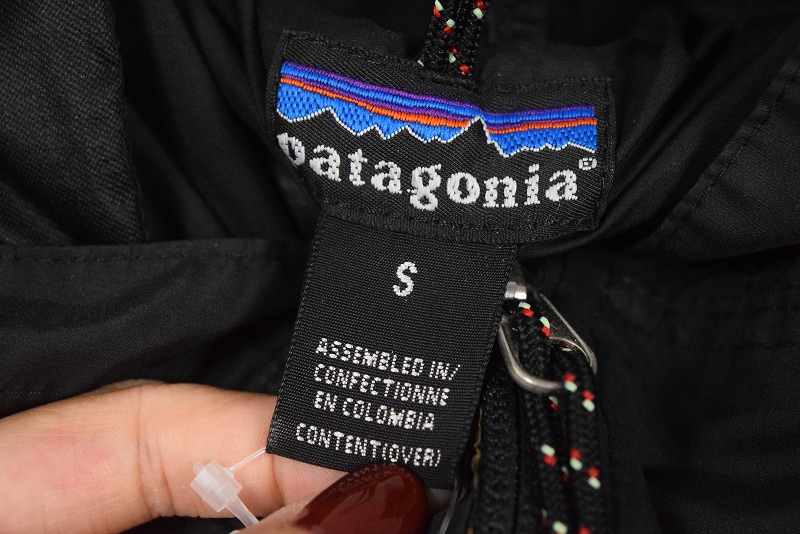 patagonia®
S
ASSEMBLED IN/
CONFECTIONNE
EN COLOMBIA
CONTENT(OVER)